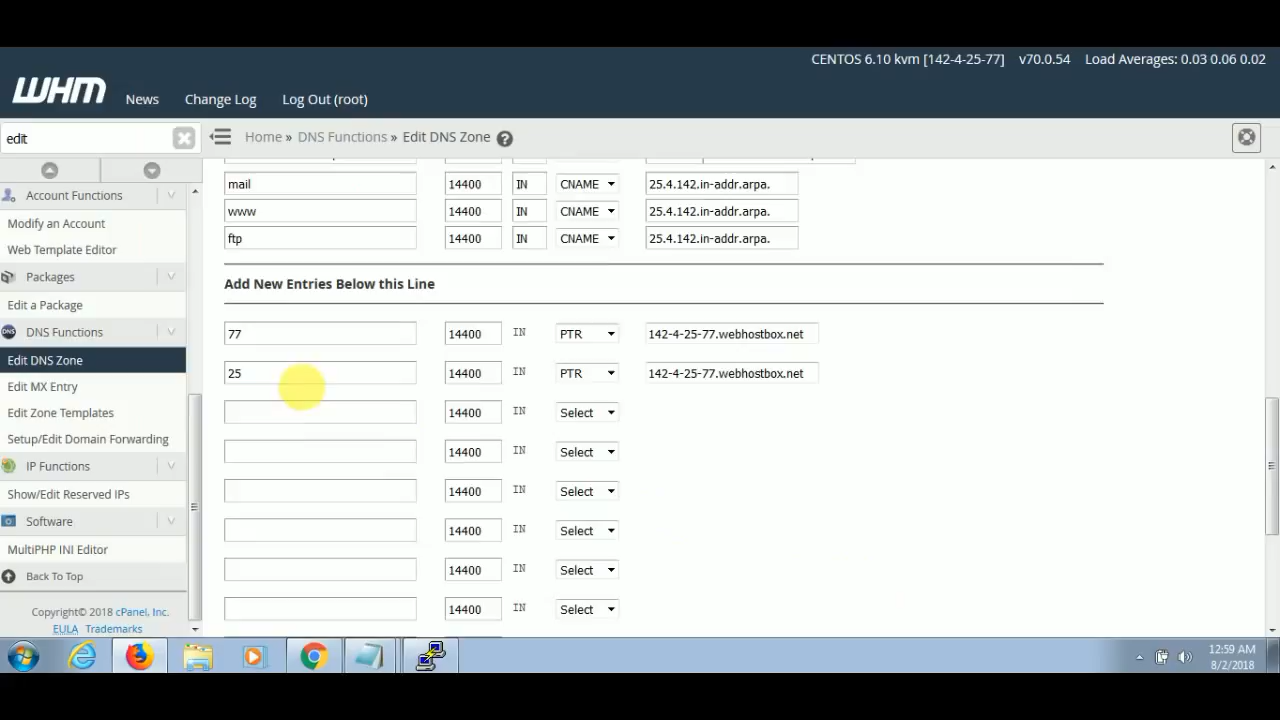 CENTOS 6.10 kvm [142-4-25-77] v70.0.54 Load Averages: 0.03 0.06 0.02
WHM News Change Log Log Out (root)
edit Home » DNS Functions » Edit DNS Zone
Account Functions
Modify an Account
Web Template Editor
Packages
Edit a Package
DNS Functions
Edit DNS Zone
Edit MX Entry
Edit Zone Templates
Setup/Edit Domain Forwarding
IP Functions
Show/Edit Reserved IPs
Software
MultiPHP INI Editor
Back To Top
Copyright© 2018 cPanel, Inc.
EULA Trademarks
mail 14400 IN CNAME 25.4.142.in-addr.arpa.
www 14400 IN CNAME 25.4.142.in-addr.arpa.
ftp 14400 IN CNAME 25.4.142.in-addr.arpa.
Add New Entries Below this Line
77 14400 IN PTR 142-4-25-77.webhostbox.net
25 14400 IN PTR 142-4-25-77.webhostbox.net
14400 IN Select
14400 IN Select
14400 IN Select
14400 IN Select
14400 IN Select
14400 IN Select
12:59 AM
8/2/2018